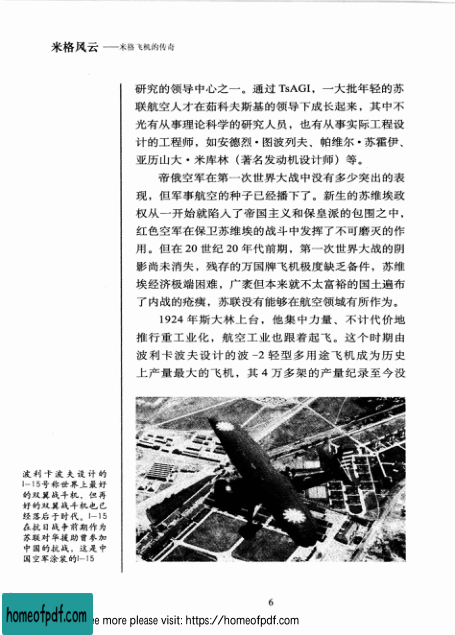 米格风云——米格飞机的传奇
研究的领导中心之一。通过 TsAGI，一大批年轻的苏
联航空人才在茹科夫斯基的领导下成长起来，其中不
光有从事理论科学的研究人员，也有从事实际工程设
计的工程师，如安德烈·图波列夫、帕维尔·苏霍伊、
亚历山大·米库林（著名发动机设计师）等。
帝俄空军在第一次世界大战中没有多少突出的表
现，但军事航空的种子已经播下了。新生的苏维埃政
权从一开始就陷入了帝国主义和保皇派的包围之中，
红色空军在保卫苏维埃的战斗中发挥了不可磨灭的作
用。但在 20 世纪 20 年代前期，第一次世界大战的阴
影尚未消失，残存的万国牌飞机极度缺乏备件。苏维
埃经济极端困难，广袤但本来就不太富裕的国土遍布
了内战的疮痍，苏联没有能够在航空领域有所作为。
1924 年斯大林上台，他集中力量、不计代价地
推行重工业化，航空工业也跟着起飞。这个时期由
波利卡波夫设计的波-2 轻型多用途飞机成为历史
上产量最大的飞机，其 4 万多架的产量纪录至今没
波利卡波夫设计的
I-15号称世界上最好
的双翼战斗机，但再
好的双翼战斗机也已
经落后于时代。I-15
在抗日战争前期作为
苏联对华援助曾参加
中国的抗战，这是中
国空军涂装的I-15
6
homeofpdf.com
e more please visit: https://homeofpdf.com